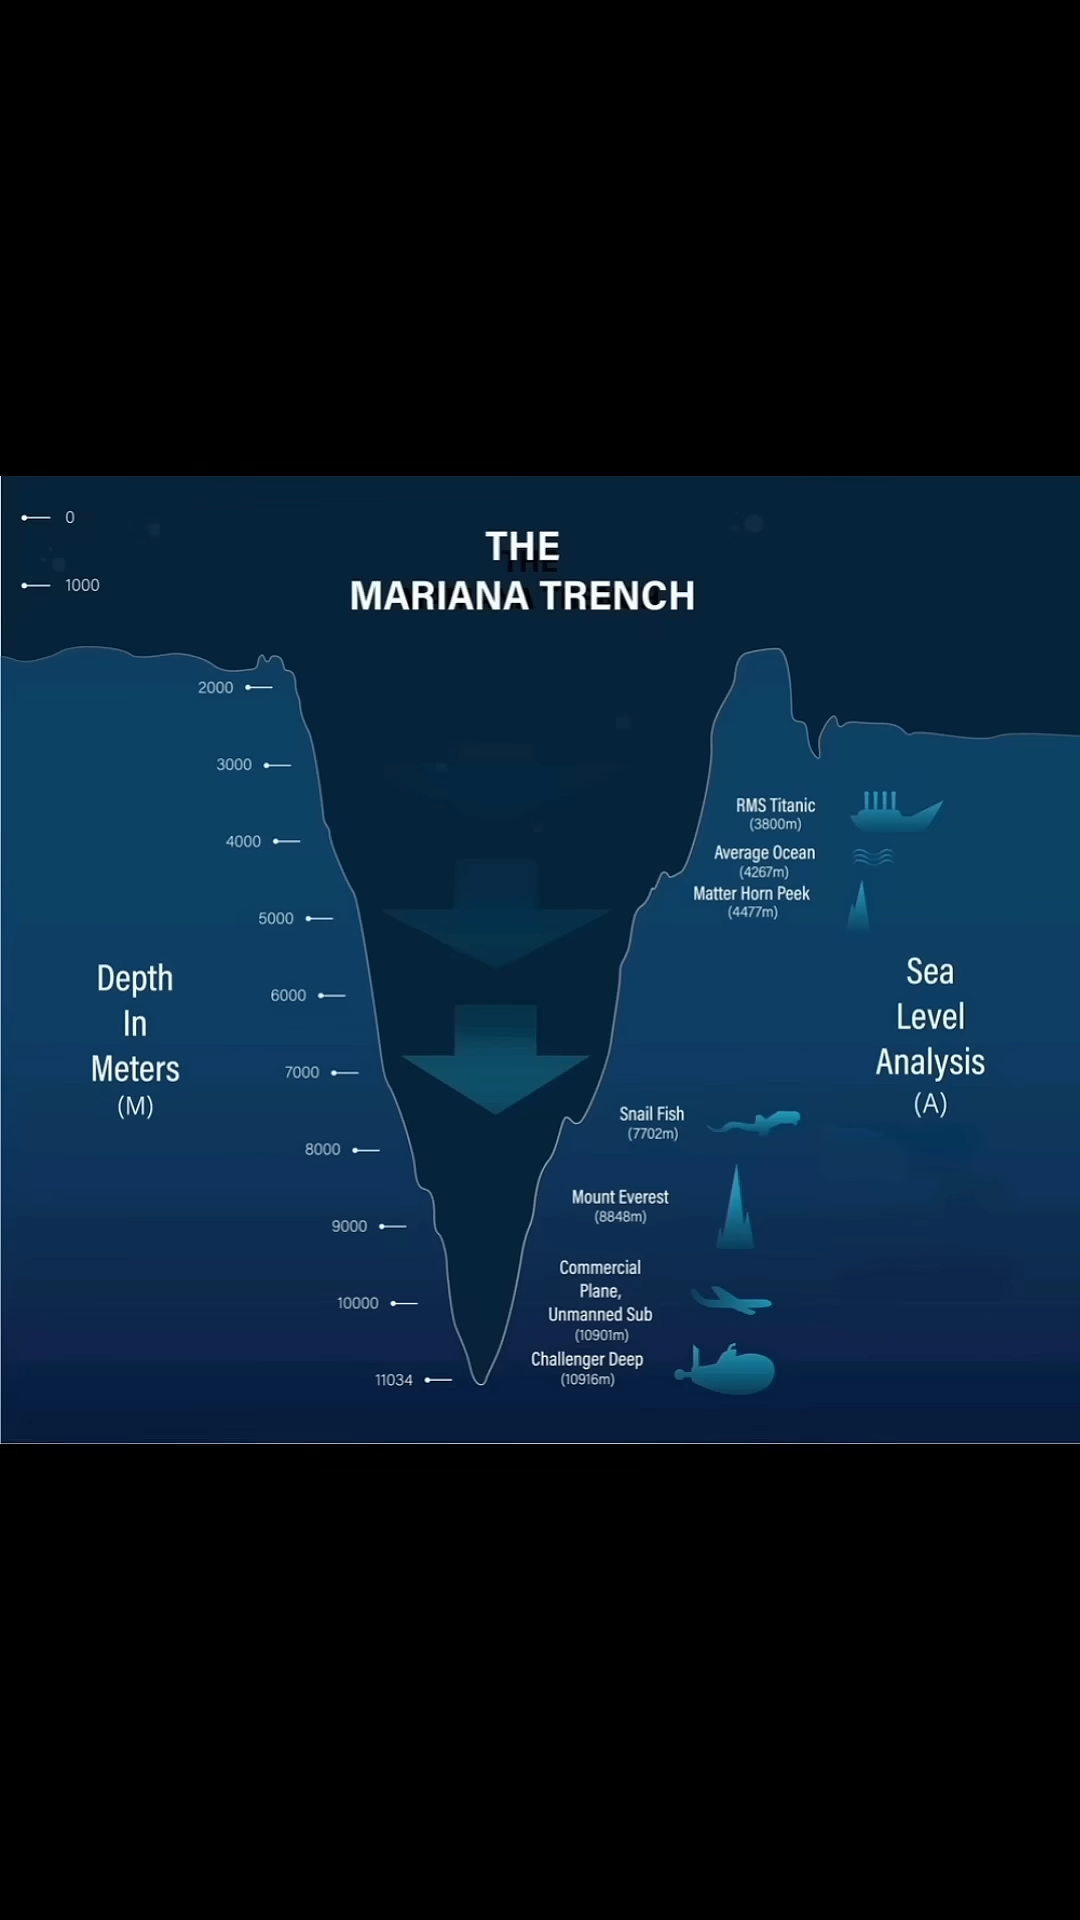 THE
MARIANA TRENCH
0
1000
2000
3000
4000
5000
6000
7000
8000
9000
10000
11034
Depth
In
Meters
(M)
RMS Titanic
(3800m)
Average Ocean
(4267m)
Matter Horn Peek
(4477m)
Sea
Level
Analysis
(A)
Snail Fish
(7702m)
Mount Everest
(8848m)
Commercial
Plane,
Unmanned Sub
(10901m)
Challenger Deep
(10916m)